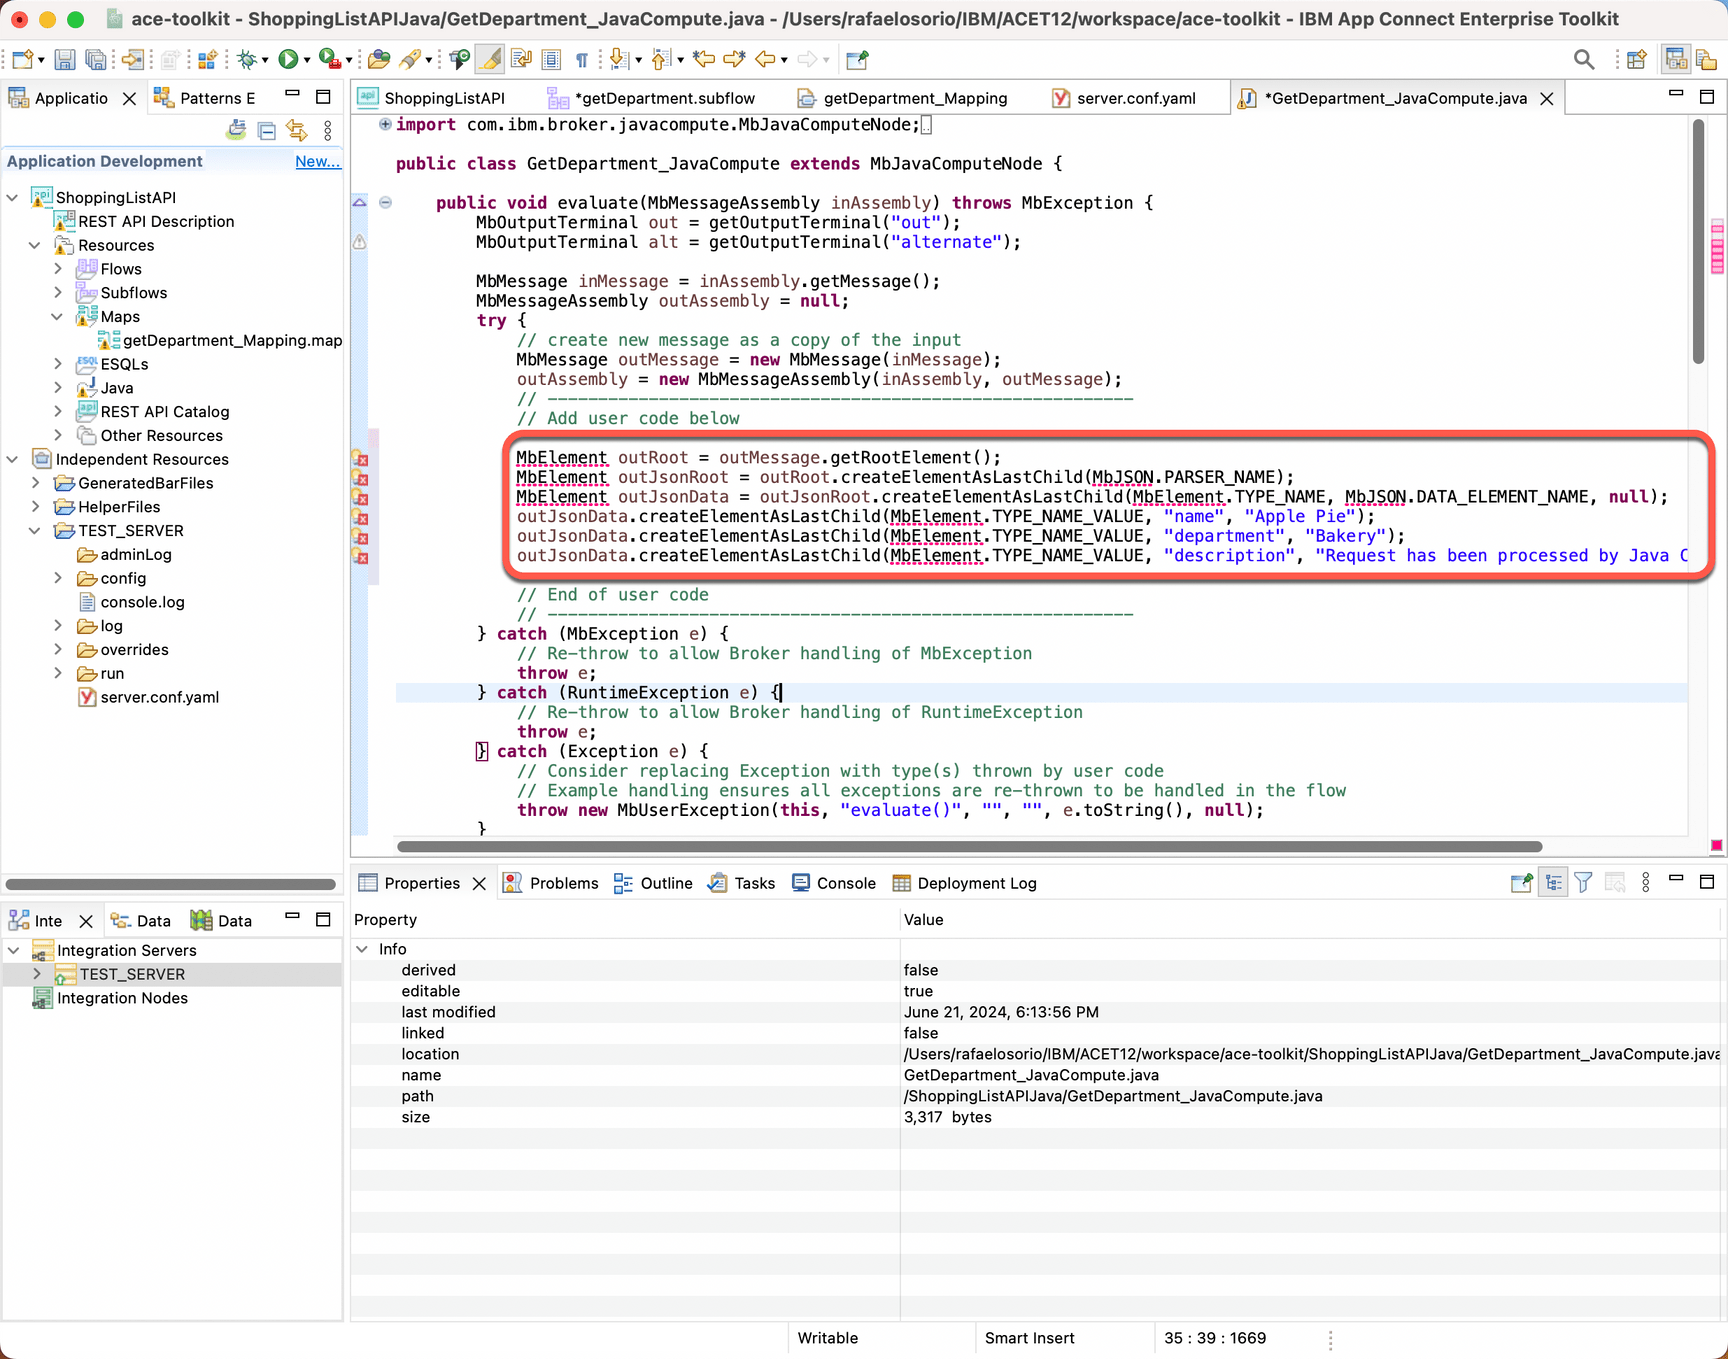 ace-toolkit - ShoppingListAPIJava/GetDepartment_JavaCompute.java - /Users/rafaelosorio/IBM/ACET12/workspace/ace-toolkit - IBM App Connect Enterprise Toolkit
Applicatio
Patterns E
Application Development
New...
ShoppingListAPI
REST API Description
Resources
Flows
Subflows
Maps
getDepartment_Mapping.map
ESQLs
Java
REST API Catalog
Other Resources
Independent Resources
GeneratedBarFiles
HelperFiles
TEST_SERVER
adminLog
config
console.log
log
overrides
run
server.conf.yaml
Inte
Data
Data
Integration Servers
TEST_SERVER
Integration Nodes
ShoppingListAPI
*getDepartment.subflow
getDepartment_Mapping
server.conf.yaml
*GetDepartment_JavaCompute.java
import com.ibm.broker.javacompute.MbJavaComputeNode;
public class GetDepartment_JavaCompute extends MbJavaComputeNode {
public void evaluate(MbMessageAssembly inAssembly) throws MbException {
MbOutputTerminal out = getOutputTerminal("out");
MbOutputTerminal alt = getOutputTerminal("alternate");
MbMessage inMessage = inAssembly.getMessage();
MbMessageAssembly outAssembly = null;
try {
// create new message as a copy of the input
MbMessage outMessage = new MbMessage(inMessage);
outAssembly = new MbMessageAssembly(inAssembly, outMessage);
// ----------------------------------------------------------
// Add user code below
MbElement outRoot = outMessage.getRootElement();
MbElement outJsonRoot = outRoot.createElementAsLastChild(MbJSON.PARSER_NAME);
MbElement outJsonData = outJsonRoot.createElementAsLastChild(MbElement.TYPE_NAME, MbJSON.DATA_ELEMENT_NAME, null);
outJsonData.createElementAsLastChild(MbElement.TYPE_NAME_VALUE, "name", "Apple Pie");
outJsonData.createElementAsLastChild(MbElement.TYPE_NAME_VALUE, "department", "Bakery");
outJsonData.createElementAsLastChild(MbElement.TYPE_NAME_VALUE, "description", "Request has been processed by Java C
// End of user code
// ----------------------------------------------------------
} catch (MbException e) {
// Re-throw to allow Broker handling of MbException
throw e;
} catch (RuntimeException e) {
// Re-throw to allow Broker handling of RuntimeException
throw e;
} catch (Exception e) {
// Consider replacing Exception with type(s) thrown by user code
// Example handling ensures all exceptions are re-thrown to be handled in the flow
throw new MbUserException(this, "evaluate()", "", "", e.toString(), null);
}
Properties
Problems
Outline
Tasks
Console
Deployment Log
Property Value
Info
derived false
editable true
last modified June 21, 2024, 6:13:56 PM
linked false
location /Users/rafaelosorio/IBM/ACET12/workspace/ace-toolkit/ShoppingListAPIJava/GetDepartment_JavaCompute.java
name GetDepartment_JavaCompute.java
path /ShoppingListAPIJava/GetDepartment_JavaCompute.java
size 3,317 bytes
Writable Smart Insert 35 : 39 : 1669